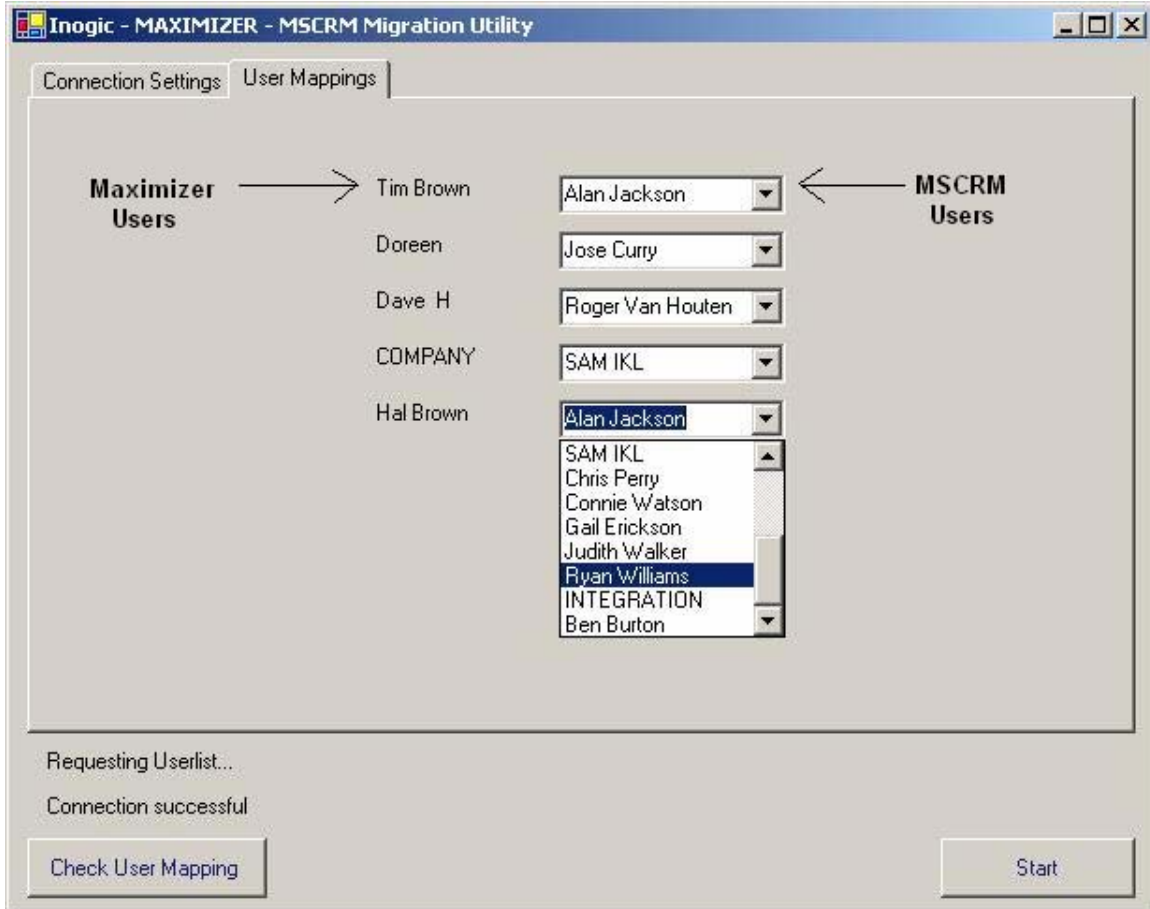 Inogic - MAXIMIZER - MSCRM Migration Utility
Connection Settings
User Mappings
Maximizer
Users
Tim Brown
Alan Jackson
MSCRM
Users
Doreen
Jose Curry
Dave H
Roger Van Houten
COMPANY
SAM IKL
Hal Brown
Alan Jackson
SAM IKL
Chris Perry
Connie Watson
Gail Erickson
Judith Walker
Ryan Williams
INTEGRATION
Ben Burton
Requesting Userlist...
Connection successful
Check User Mapping
Start